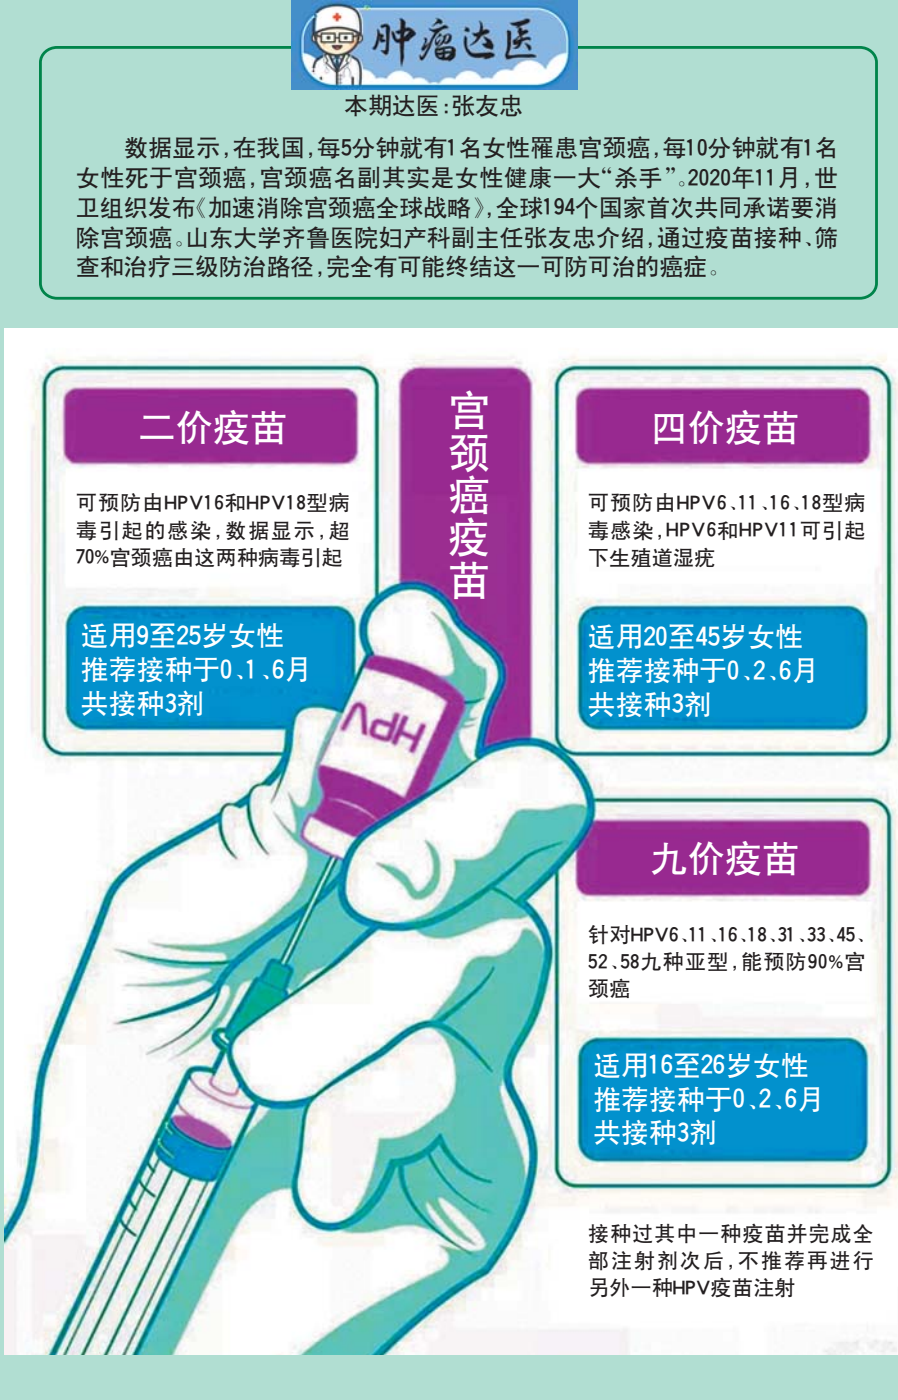 肿瘤达医
本期达医:张友忠
数据显示,在我国,每5分钟就有1名女性罹患宫颈癌,每10分钟就有1名
女性死于宫颈癌,宫颈癌名副其实是女性健康一大“杀手”。2020年11月,世
卫组织发布《加速消除宫颈癌全球战略》,全球194个国家首次共同承诺要消
除宫颈癌。山东大学齐鲁医院妇产科副主任张友忠介绍,通过疫苗接种、筛
查和治疗三级防治路径,完全有可能终结这一可防可治的癌症。
宫颈癌疫苗
二价疫苗
可预防由HPV16和HPV18型病
毒引起的感染,数据显示,超
70%宫颈癌由这两种病毒引起
适用9至25岁女性
推荐接种于0、1、6月
共接种3剂
四价疫苗
可预防由HPV6、11、16、18型病
毒感染,HPV6和HPV11可引起
下生殖道湿疣
适用20至45岁女性
推荐接种于0、2、6月
共接种3剂
HPV
九价疫苗
针对HPV6、11、16、18、31、33、45、
52、58九种亚型,能预防90%宫
颈癌
适用16至26岁女性
推荐接种于0、2、6月
共接种3剂
接种过其中一种疫苗并完成全
部注射剂次后,不推荐再进行
另外一种HPV疫苗注射